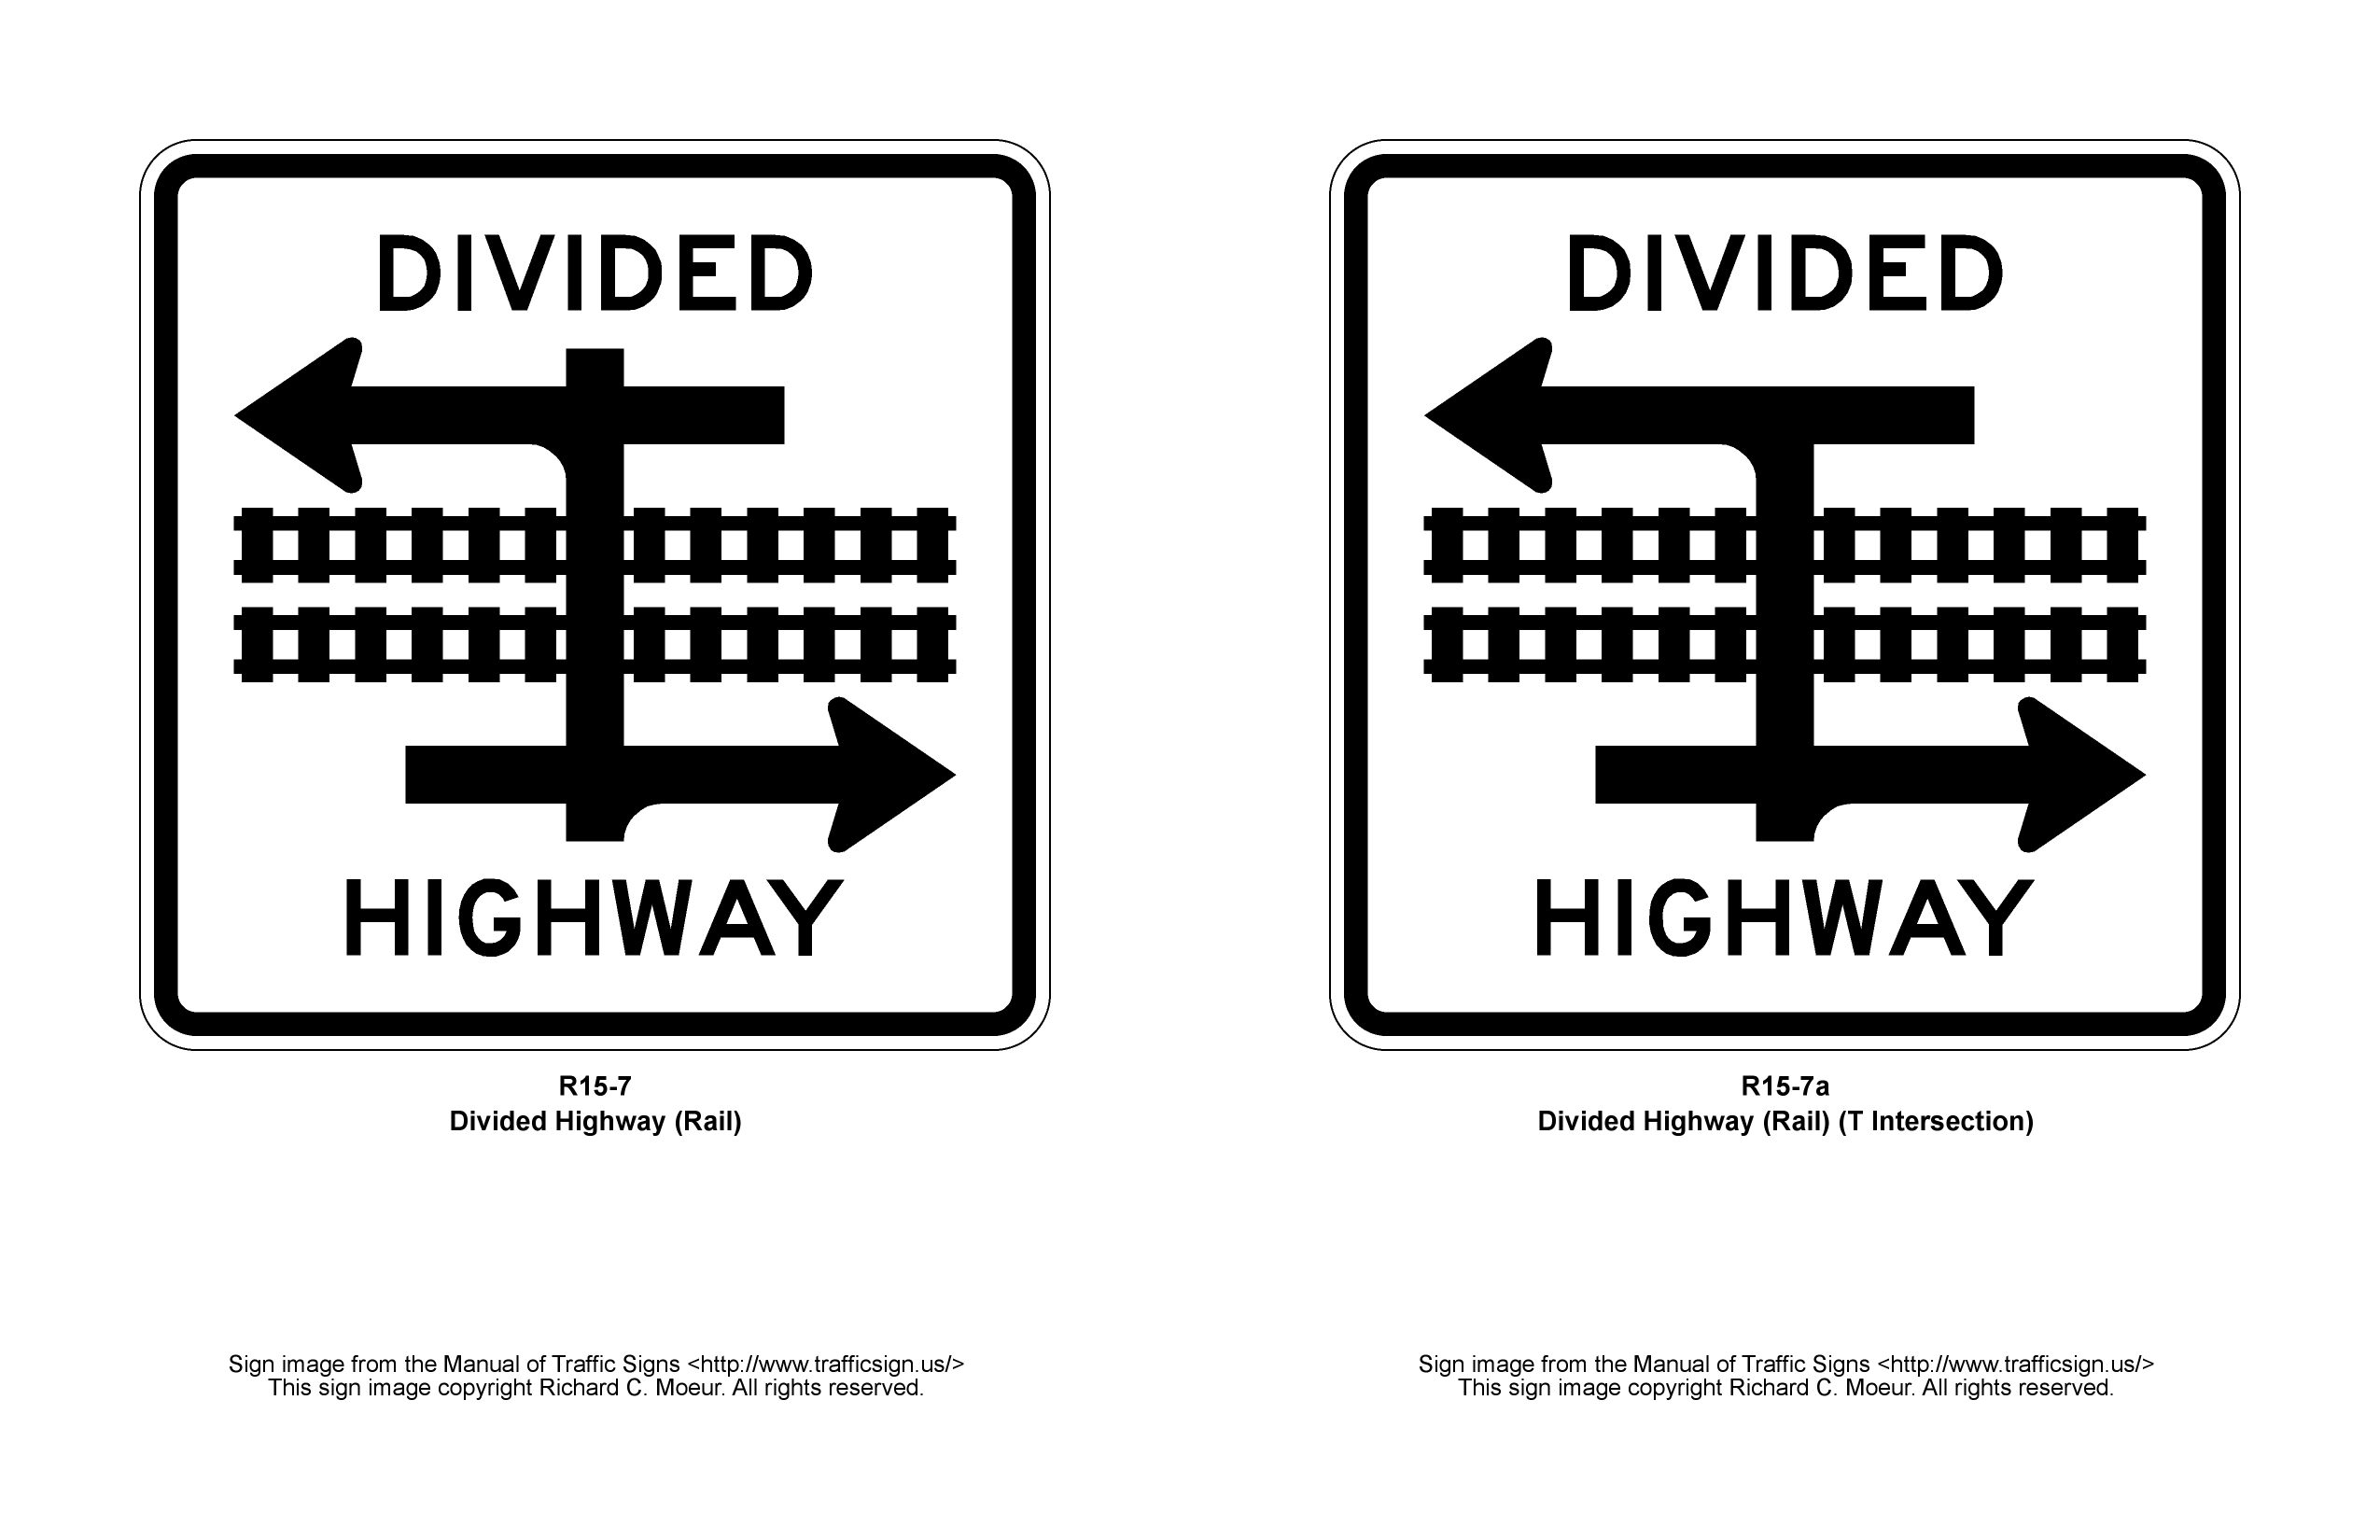 DIVIDED
HIGHWAY
R15-7
Divided Highway (Rail)
Sign image from the Manual of Traffic Signs <http://www.trafficsign.us/>
This sign image copyright Richard C. Moeur. All rights reserved.
DIVIDED
HIGHWAY
R15-7a
Divided Highway (Rail) (T Intersection)
Sign image from the Manual of Traffic Signs <http://www.trafficsign.us/>
This sign image copyright Richard C. Moeur. All rights reserved.